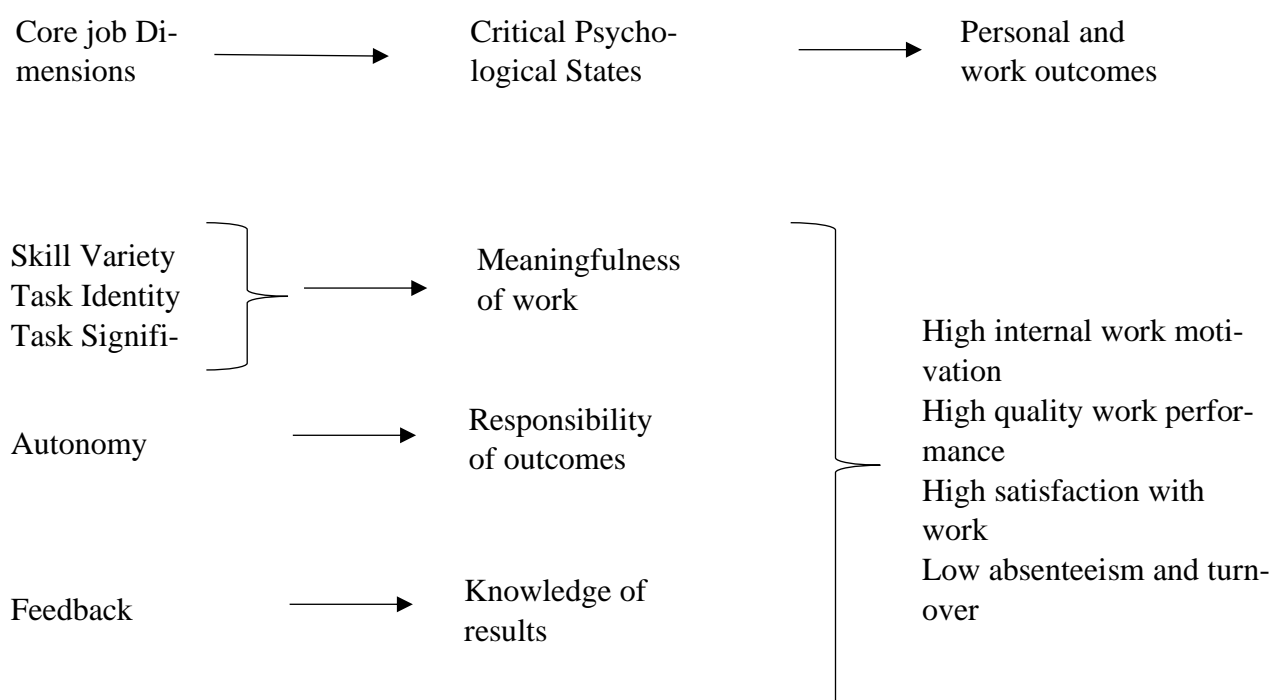 Core job Di-
mensions
Critical Psycho-
logical States
Personal and
work outcomes
Skill Variety
Task Identity
Task Signifi-
Meaningfulness
of work
Autonomy
Responsibility
of outcomes
Feedback
Knowledge of
results
High internal work moti-
vation
High quality work perfor-
mance
High satisfaction with
work
Low absenteeism and turn-
over